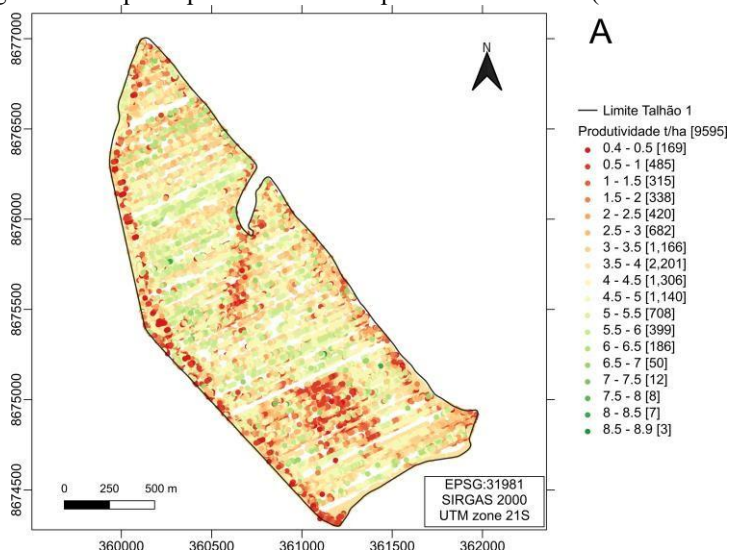 A
N
8677000
8676500
8676000
8675500
8675000
8674500
Limite Talhão 1
Produtividade t/ha [9595]
0.4 - 0.5 [169]
0.5 - 1 [485]
1 - 1.5 [315]
1.5 - 2 [338]
2 - 2.5 [420]
2.5 - 3 [682]
3 - 3.5 [1,166]
3.5 - 4 [2,201]
4 - 4.5 [1,306]
4.5 - 5 [1,140]
5 - 5.5 [708]
5.5 - 6 [399]
6 - 6.5 [186]
6.5 - 7 [50]
7 - 7.5 [12]
7.5 - 8 [8]
8 - 8.5 [7]
8.5 - 8.9 [3]
0 250 500 m
EPSG:31981
SIRGAS 2000
UTM zone 21S
360000 360500 361000 361500 362000